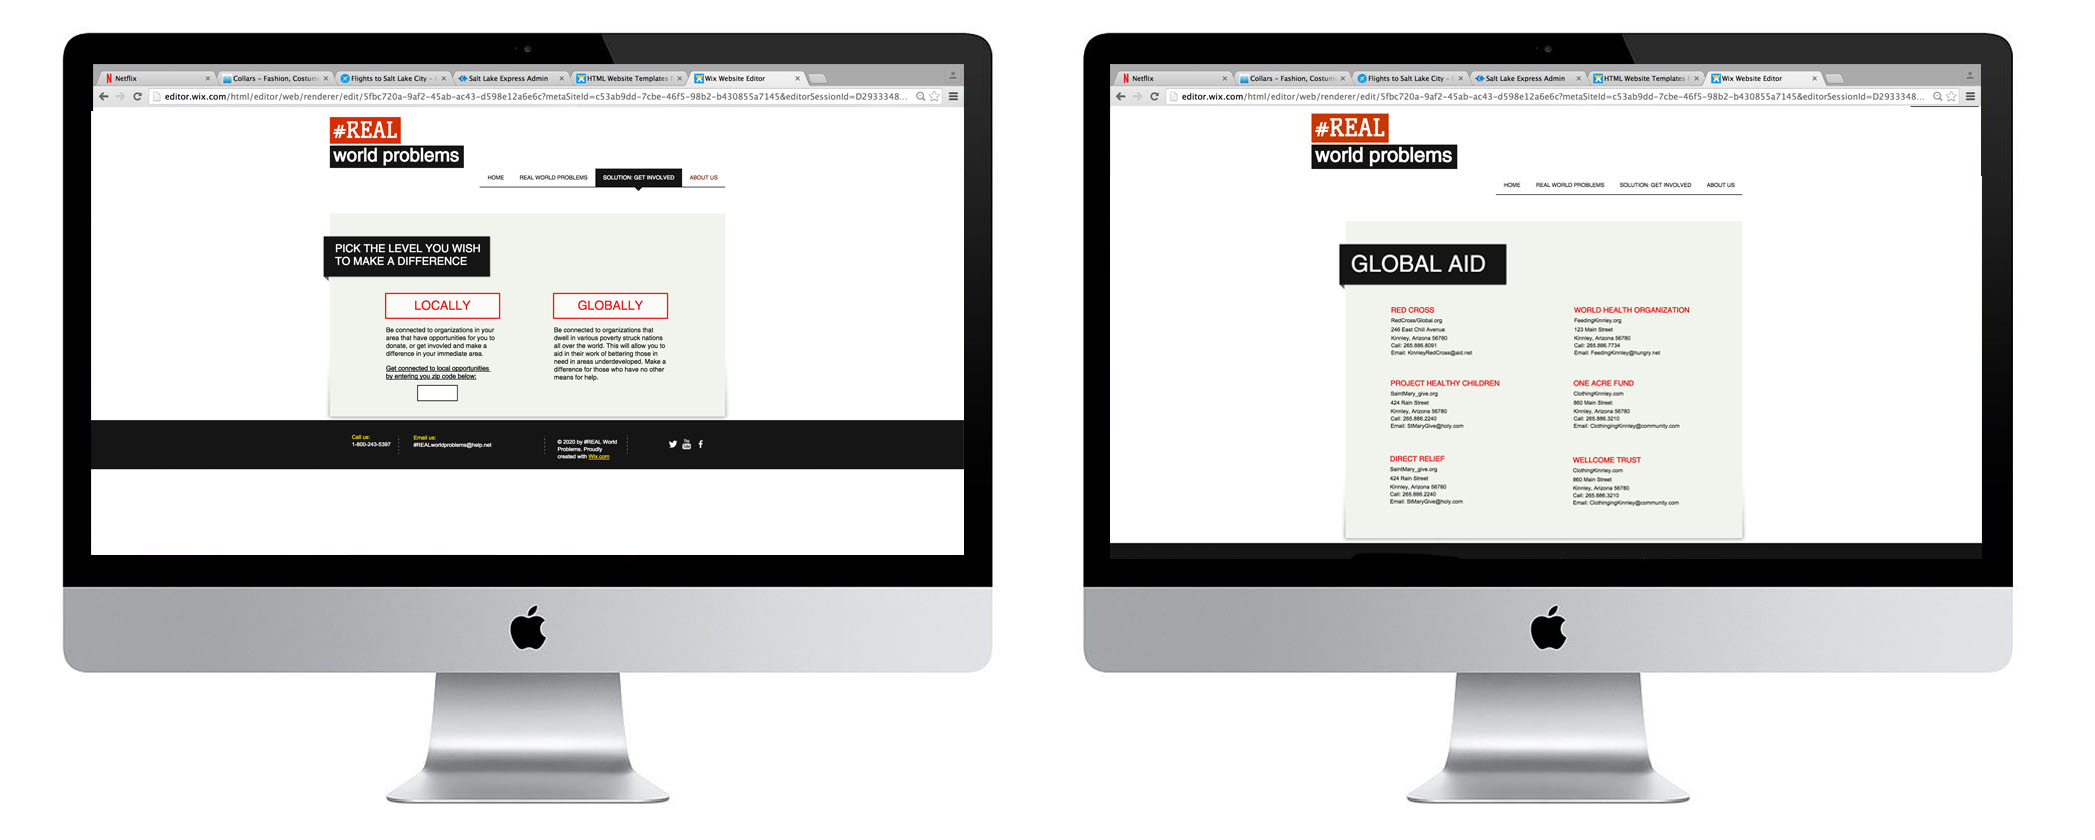 Netflix
Collars – Fashion, Costum
Flights to Salt Lake City –
Salt Lake Express Admin
HTML Website Templates
Wix Website Editor
editor.wix.com/html/editor/web/renderer/edit/5fbc720a-9af2-45ab-ac43-d598e12a6e6c?metaSiteId=c53ab9dd-7cbe-46f5-98b2-b430855a7145&editorSessionId=D2933348...
#REAL
world problems
HOME
REAL WORLD PROBLEMS
SOLUTION: GET INVOLVED
ABOUT US
PICK THE LEVEL YOU WISH
TO MAKE A DIFFERENCE
LOCALLY
Be connected to organizations in your
area that have opportunities for you to
donate, or get invovled and make a
difference in your immediate area.
Get connected to local opportunities
by entering you zip code below:
GLOBALLY
Be connected to organizations that
dwell in various poverty struck nations
all over the world. This will allow you to
aid in their work of bettering those in
need in areas underdeveloped. Make a
difference for those who have no other
means for help.
Call us:
1-800-243-5397
Email us:
#REALworldproblems@help.net
© 2020 by #REAL World
Problems. Proudly
created with Wix.com
Netflix
Collars – Fashion, Costum
Flights to Salt Lake City –
Salt Lake Express Admin
HTML Website Templates
Wix Website Editor
editor.wix.com/html/editor/web/renderer/edit/5fbc720a-9af2-45ab-ac43-d598e12a6e6c?metaSiteId=c53ab9dd-7cbe-46f5-98b2-b430855a7145&editorSessionId=D2933348...
#REAL
world problems
HOME
REAL WORLD PROBLEMS
SOLUTION: GET INVOLVED
ABOUT US
GLOBAL AID
RED CROSS
RedCross/Global.org
246 East Chill Avenue
Kinnley, Arizona 56780
Call: 265.886.8091
Email: KinnleyRedCross@aid.net
WORLD HEALTH ORGANIZATION
FeedingKinnley.org
123 Main Street
Kinnley, Arizona 56780
Call: 265.886.7734
Email: FeedingKinnley@hungry.net
PROJECT HEALTHY CHILDREN
SaintMary_give.org
424 Rain Street
Kinnley, Arizona 56780
Call: 265.886.2240
Email: StMaryGive@holy.com
ONE ACRE FUND
ClothingKinnley.com
860 Main Street
Kinnley, Arizona 56780
Call: 265.886.3210
Email: ClothingingKinnley@community.com
DIRECT RELIEF
SaintMary_give.org
424 Rain Street
Kinnley, Arizona 56780
Call: 265.886.2240
Email: StMaryGive@holy.com
WELLCOME TRUST
ClothingKinnley.com
860 Main Street
Kinnley, Arizona 56780
Call: 265.886.3210
Email: ClothingingKinnley@community.com